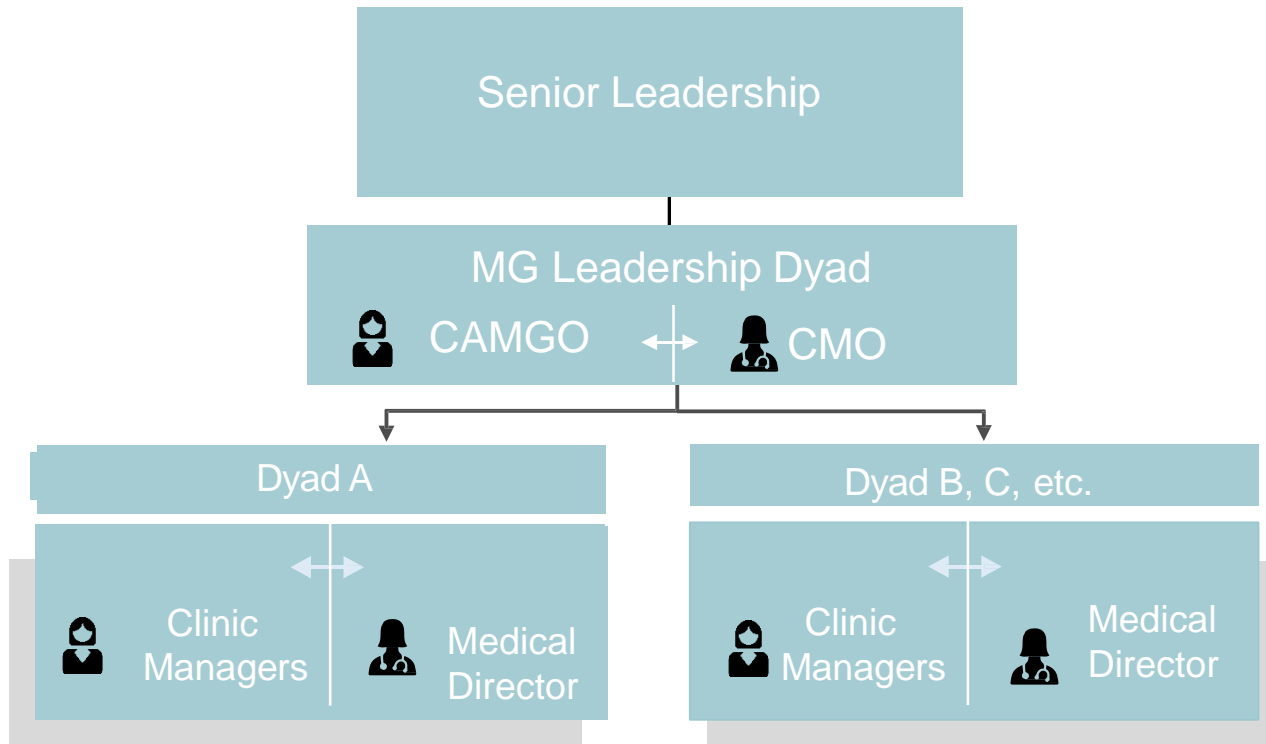 Senior Leadership
MG Leadership Dyad
CAMGO
CMO
Dyad A
Dyad B, C, etc.
Clinic
Managers
Medical
Director
Clinic
Managers
Medical
Director